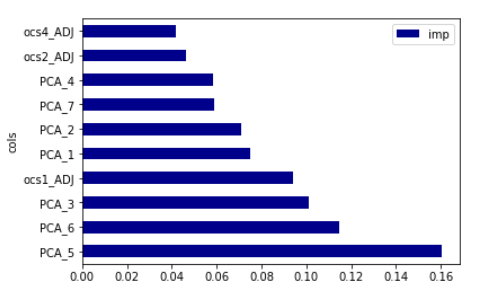 ocs4_ADJ
imp
ocs2_ADJ
PCA_4
PCA_7
PCA_2
cols
PCA_1
ocs1_ADJ
PCA_3
PCA_6
PCA_5
0.00 0.02 0.04 0.06 0.08 0.10 0.12 0.14 0.16